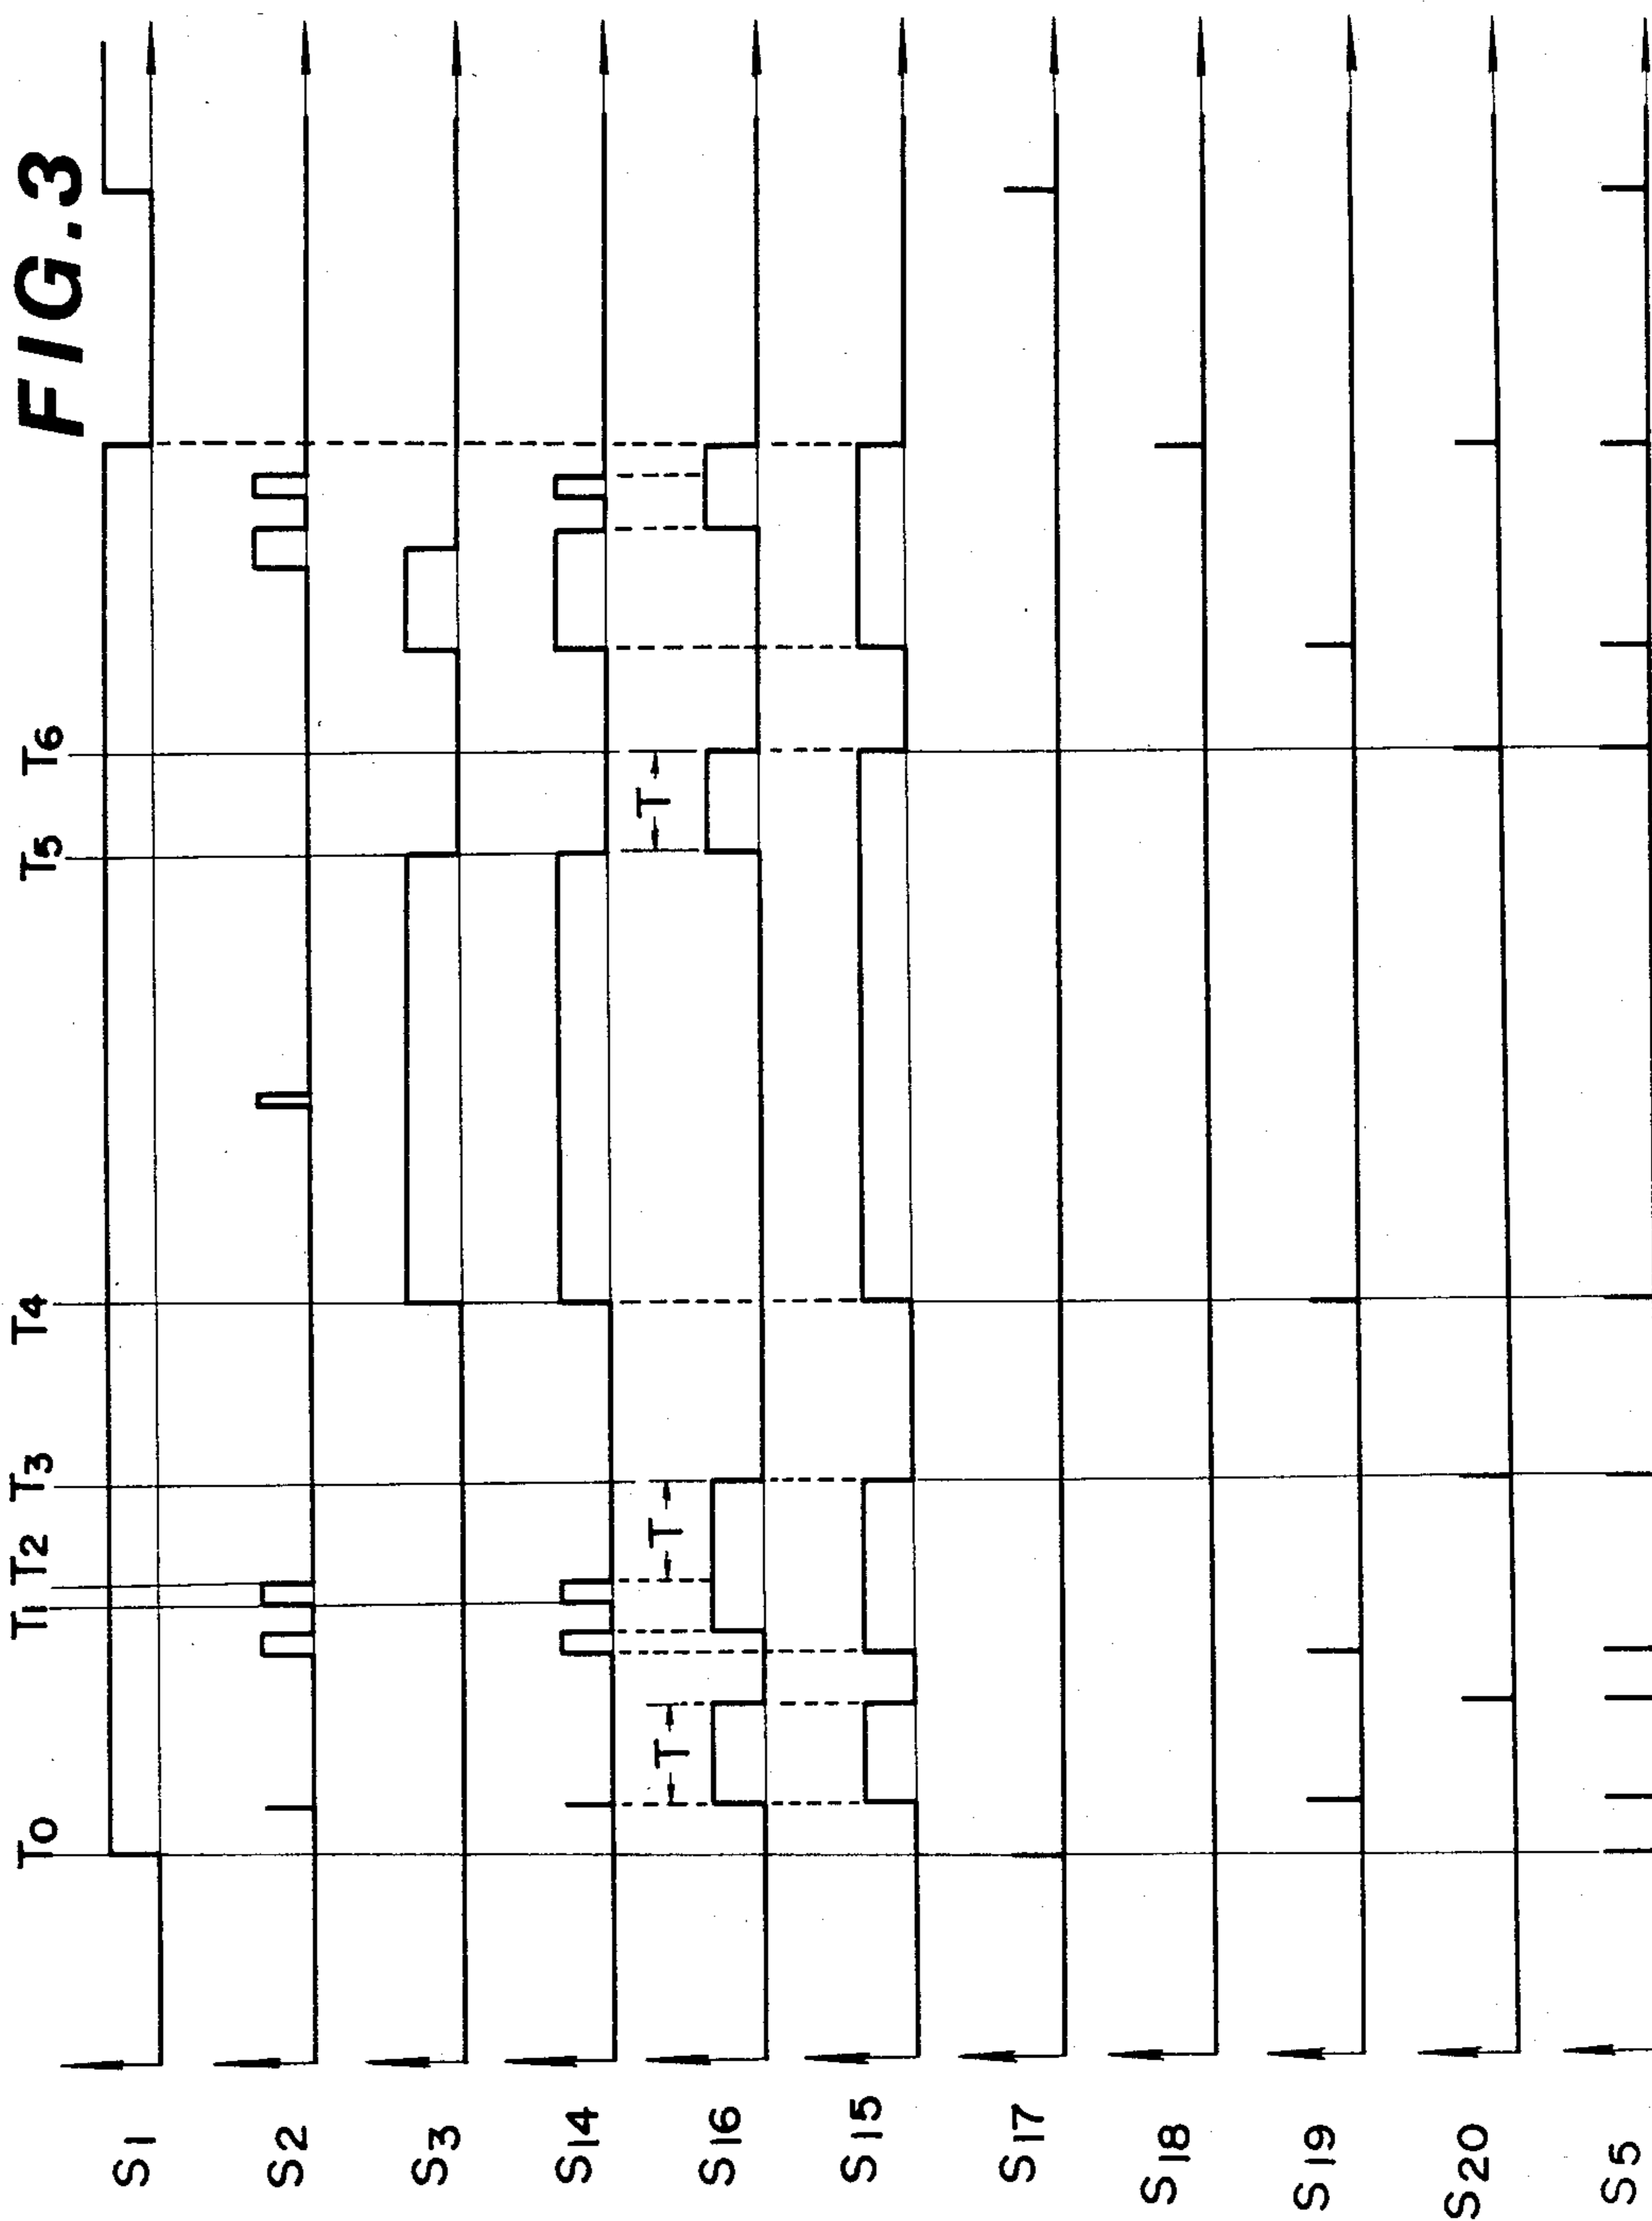 FIG.3
T0 T1 T2 T3 T4 T5 T6
S1
S2
S3
S14
T T T
S16
S15
S17
S18
S19
S20
S5